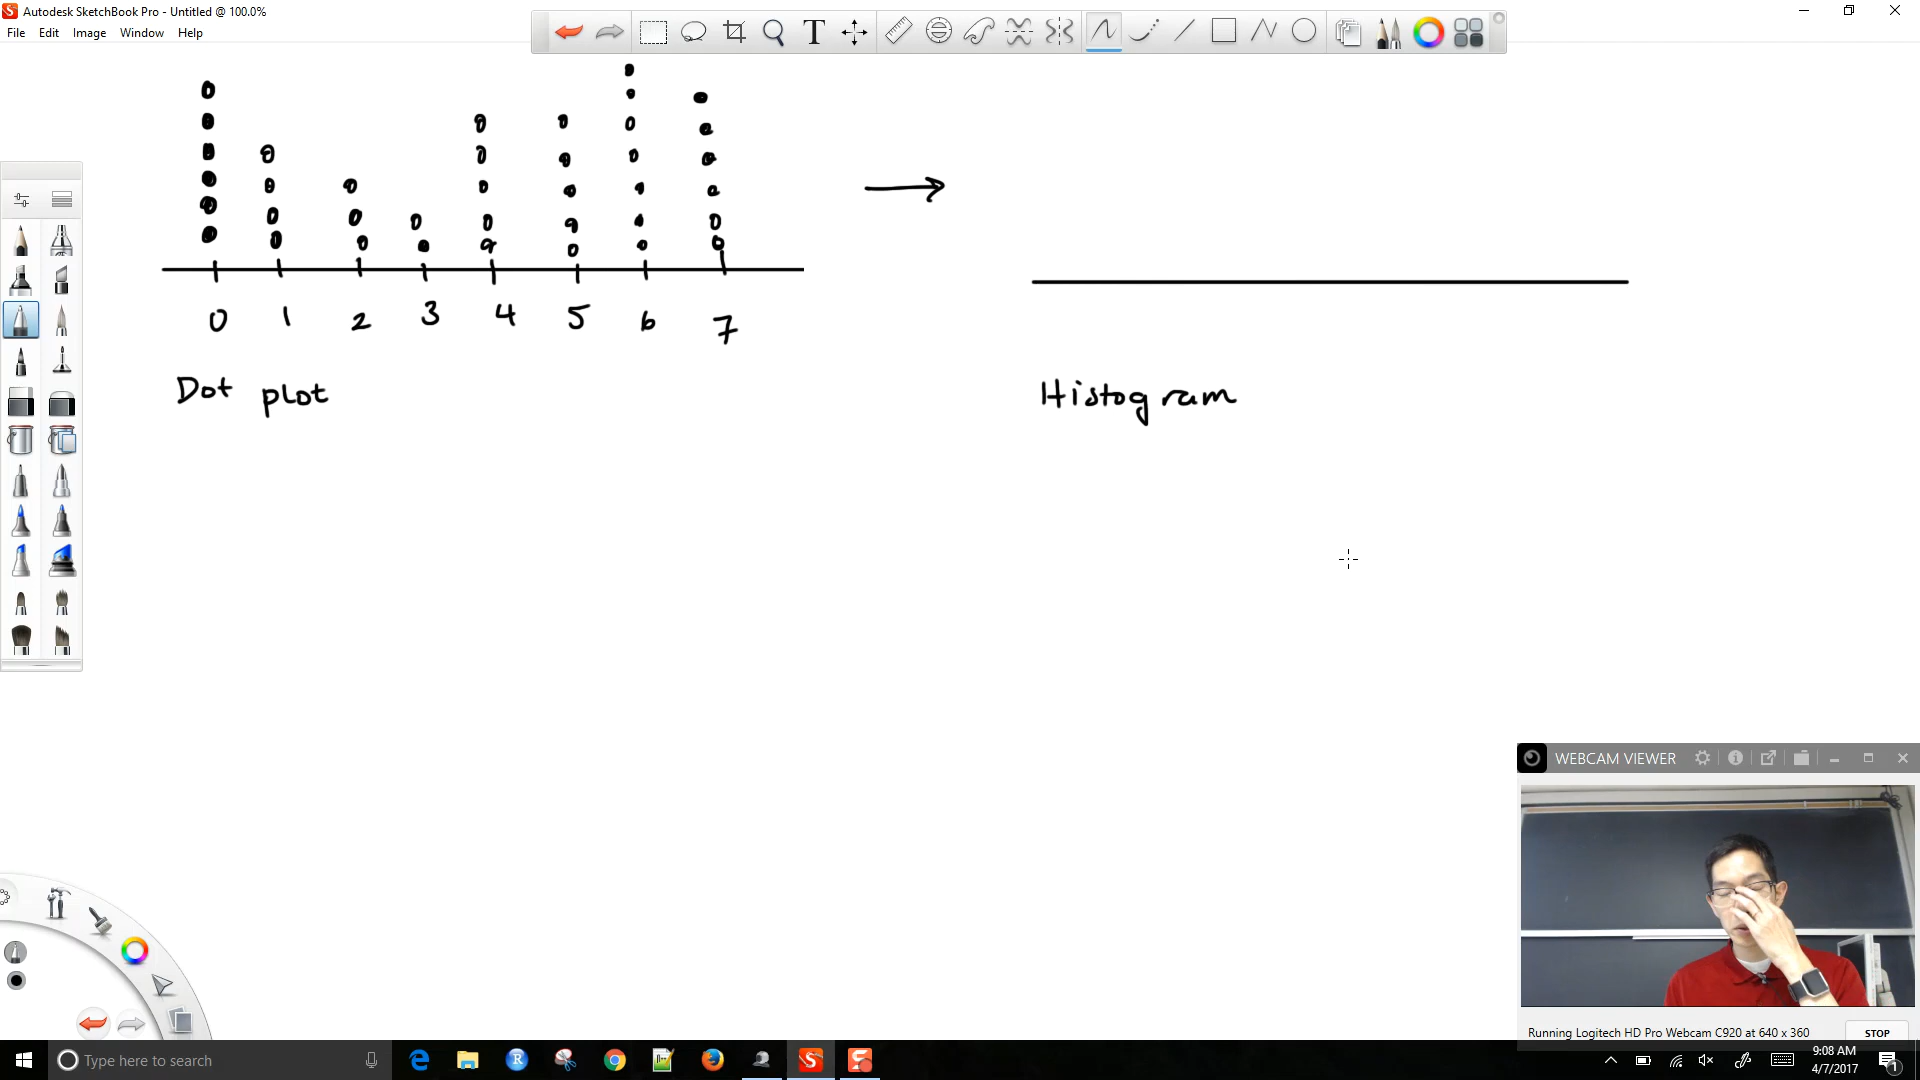 Autodesk SketchBook Pro - Untitled @ 100.0%
File Edit Image Window Help
T
0 1 2 3 4 5 6 7
Dot plot
Histogram
WEBCAM VIEWER
Running Logitech HD Pro Webcam C920 at 640 x 360
STOP
Type here to search
9:08 AM
4/7/2017
1